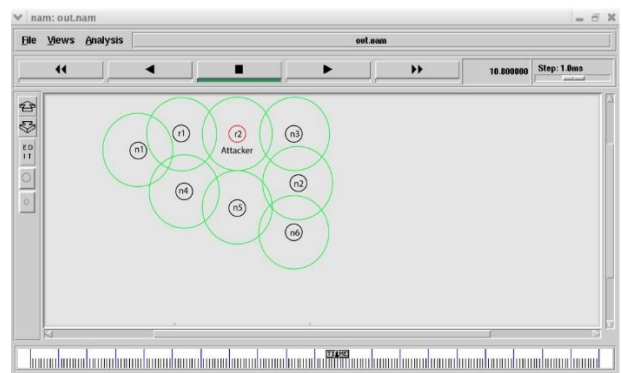 nam: out.nam
File Views Analysis out.nam
10.800000 Step: 1.0ms
r1 r2 n3
n1 Attacker
E D
I T
n4 n2
n5
n6